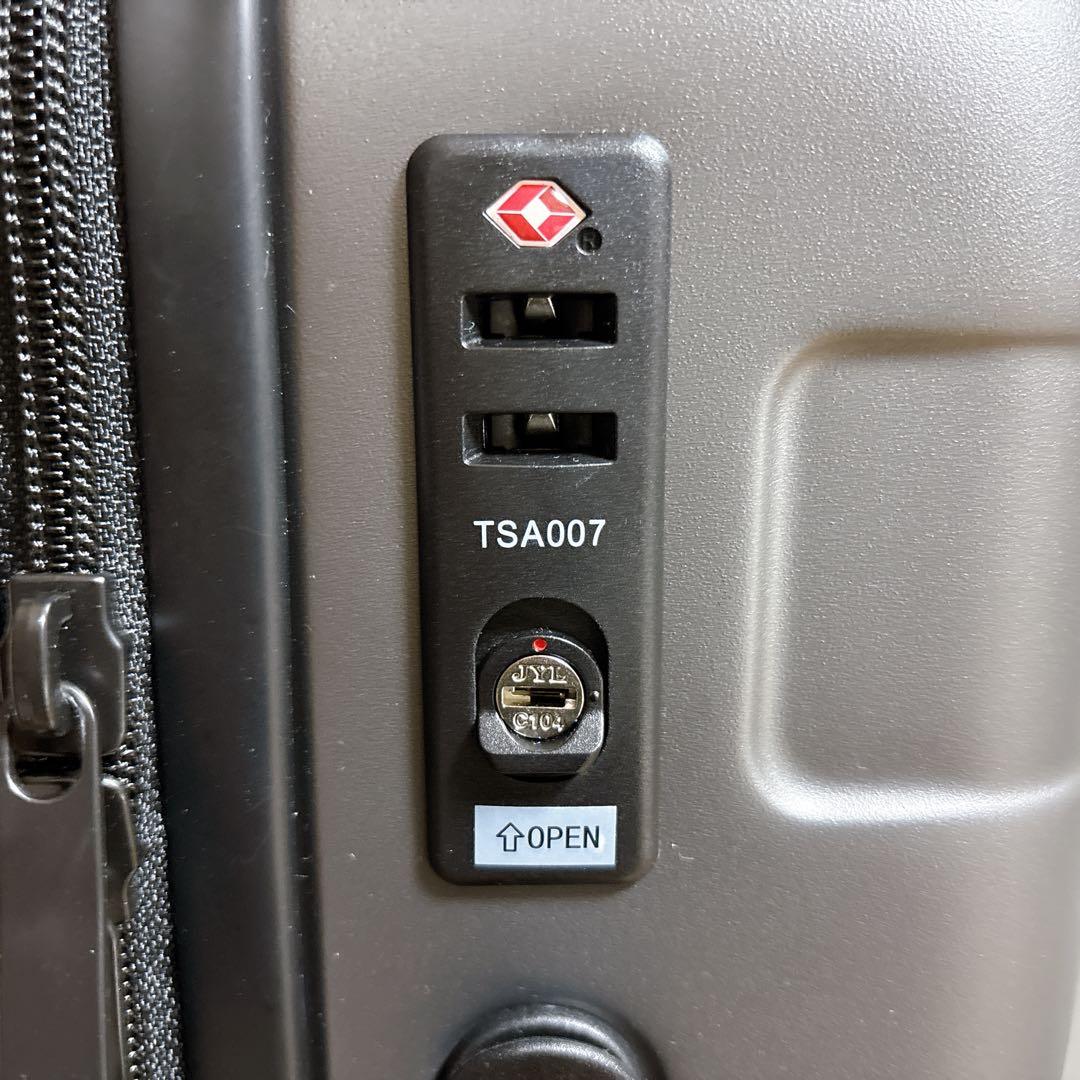 ®
TSA007
JYL
C104
⇧OPEN